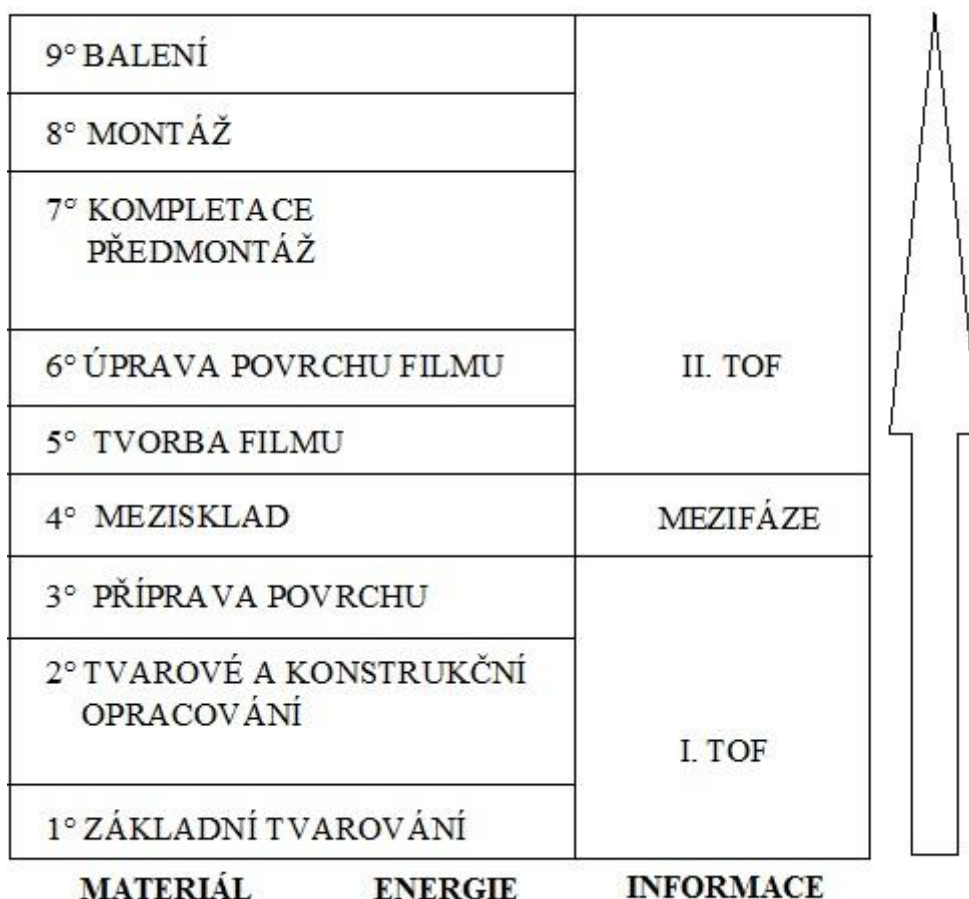 9° BALENÍ
8° MONTÁŽ
7° KOMPLETACE
PŘEDMONTÁŽ
6° ÚPRAVA POVRCHU FILMU
II. TOF
5° TVORBA FILMU
4° MEZISKLAD
MEZIFÁZE
3° PŘÍPRAVA POVRCHU
2° TVAROVÉ A KONSTRUKČNÍ
OPRACOVÁNÍ
I. TOF
1° ZÁKLADNÍ TVAROVÁNÍ
MATERIÁL ENERGIE INFORMACE